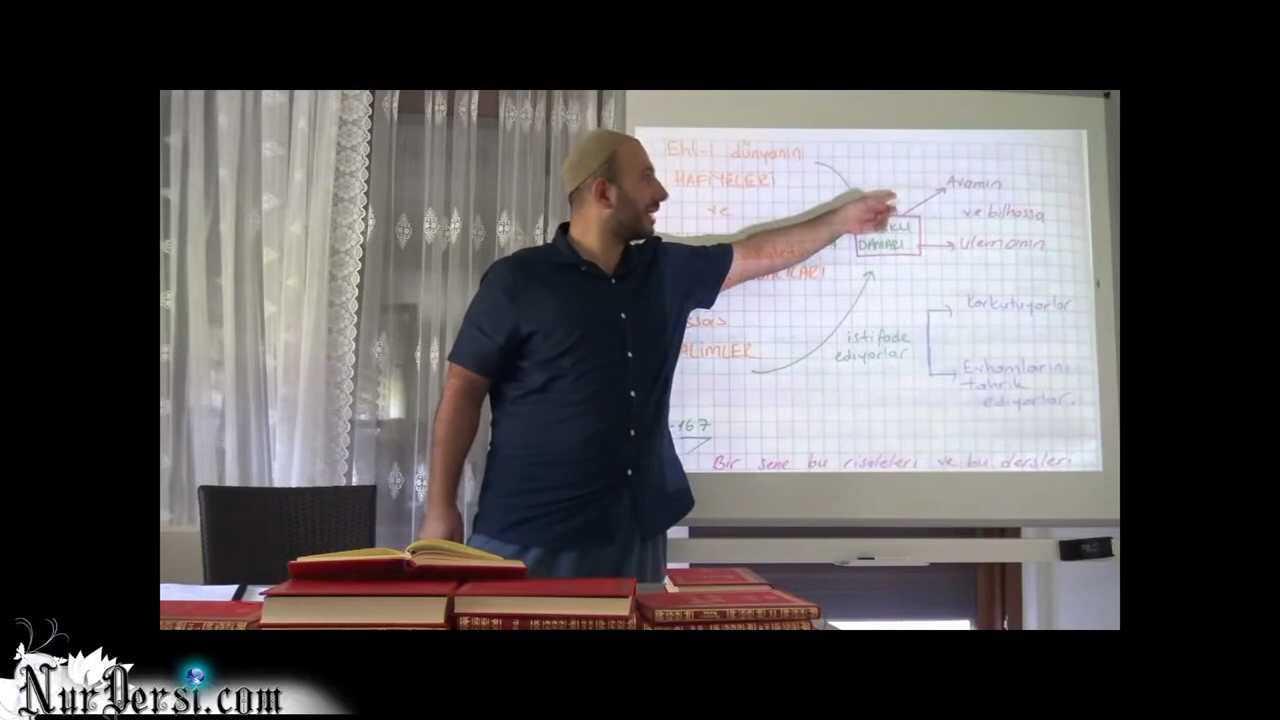 Ehl-i dünyanın
HAFİYELERİ
ve
ALİMLER
DAMARI
Avamın
ve bilhassa
Ulemanın
istifade
ediyorlar
Korkutuyorlar
Evhamlarını
tahrik
ediyorlar.
-167
Bir sene bu risaleleri ve bu dersleri
NurDersi.com